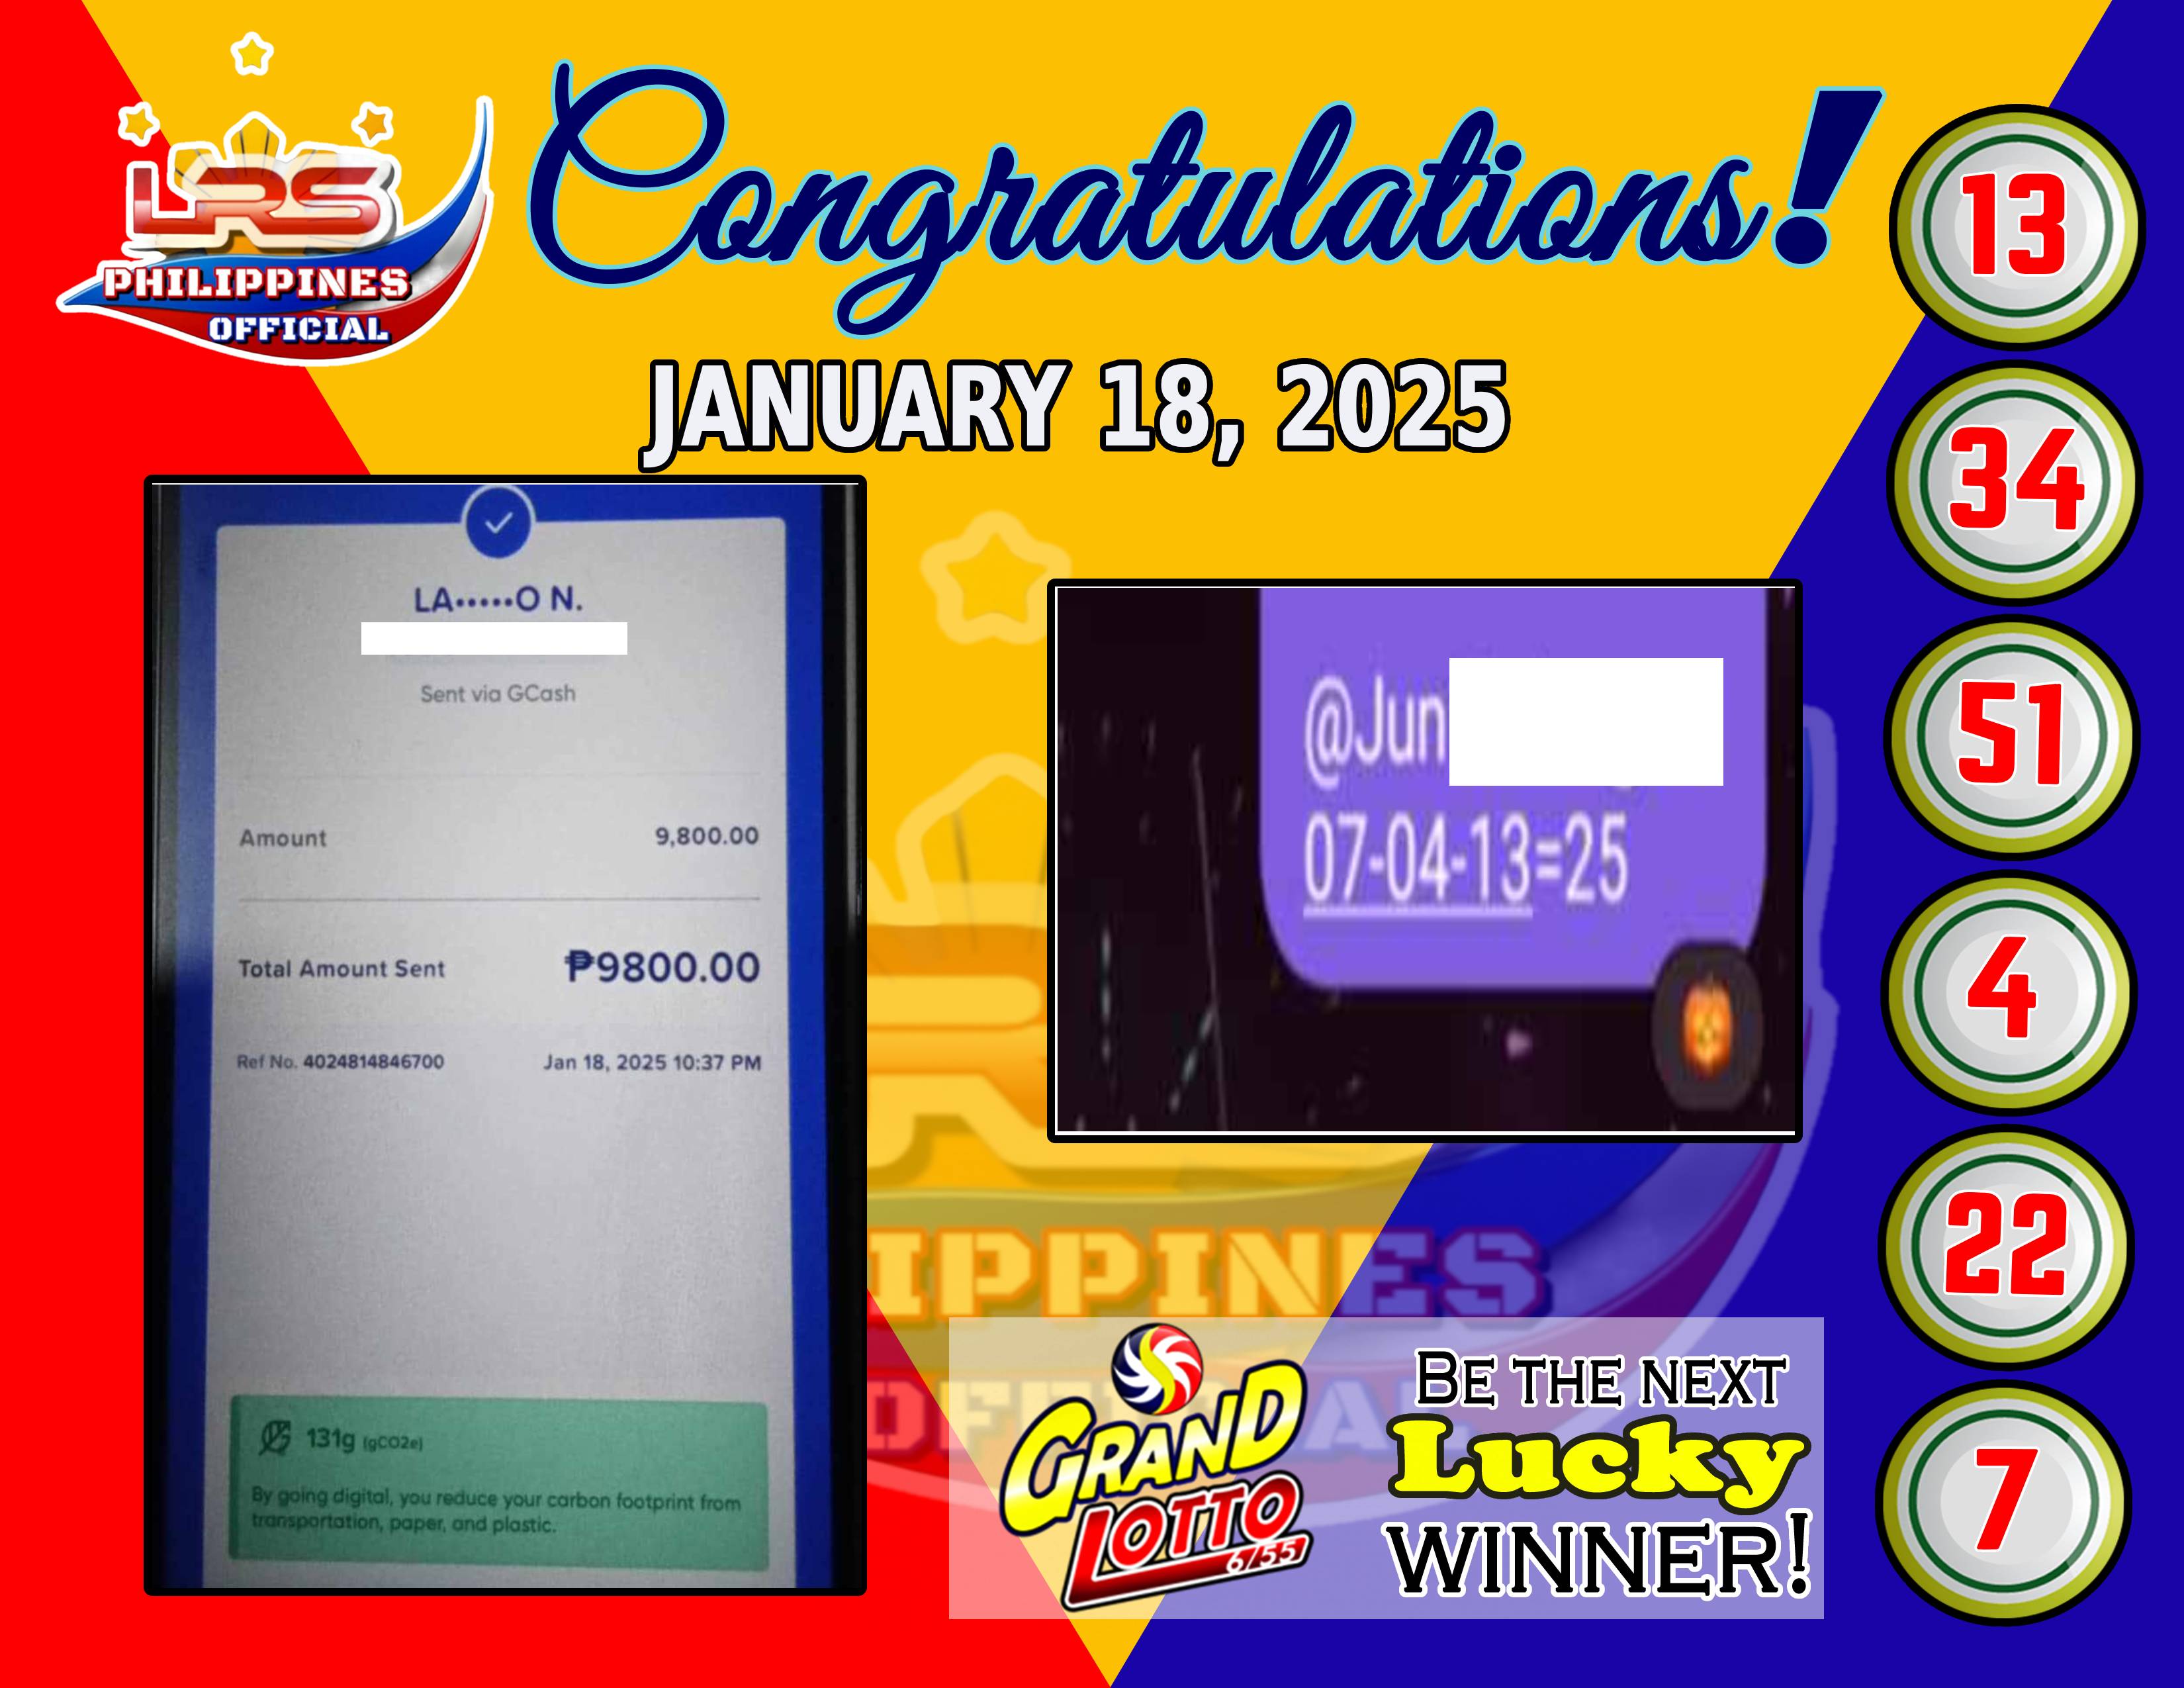 LRS
PHILIPPINES
OFFICIAL
Congratulations!
JANUARY 18, 2025
LA•••••O N.
Sent via GCash
Amount 9,800.00
Total Amount Sent ₱9800.00
Ref No. 4024814846700 Jan 18, 2025 10:37 PM
131g (gCO2e)
By going digital, you reduce your carbon footprint from
transportation, paper, and plastic.
@Jun
07-04-13=25
IPPINES
OFFICIAL
GRAND
LOTTO
6/55
BE THE NEXT
Lucky
WINNER!
13
34
51
4
22
7